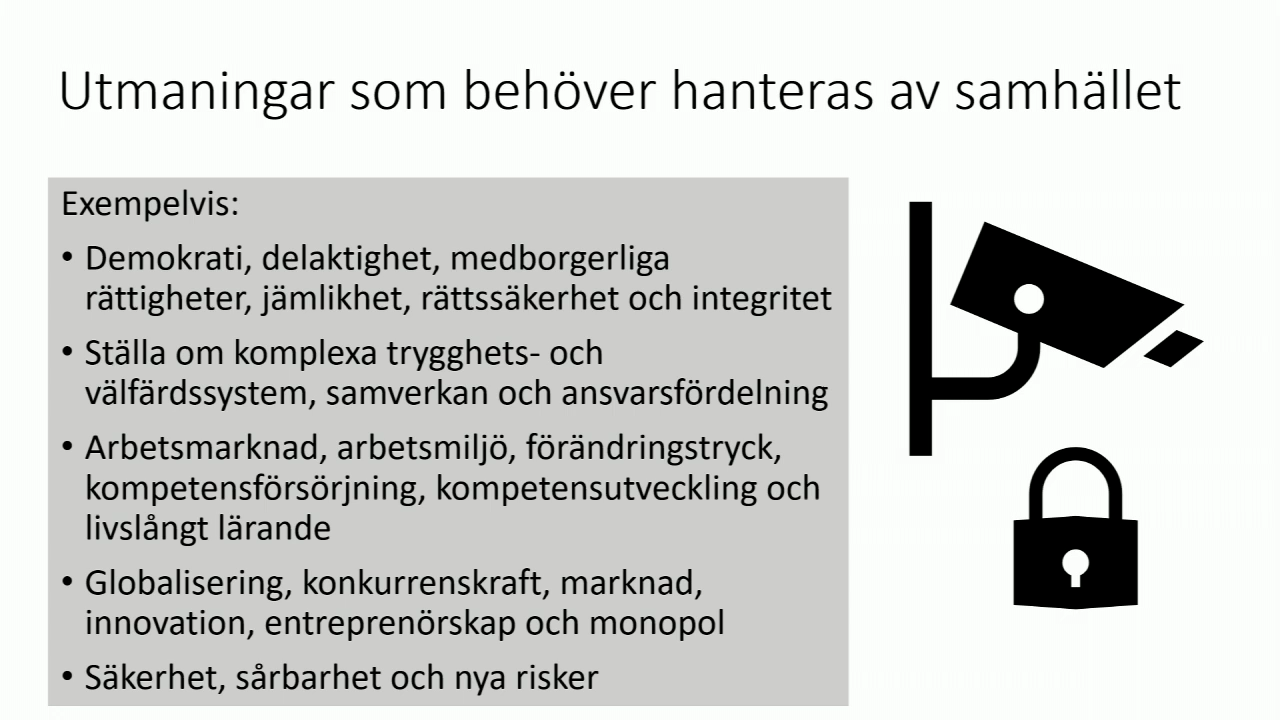 Utmaningar som behöver hanteras av samhället
Exempelvis:
• Demokrati, delaktighet, medborgerliga
rättigheter, jämlikhet, rättssäkerhet och integritet
• Ställa om komplexa trygghets- och
välfärdssystem, samverkan och ansvarsfördelning
• Arbetsmarknad, arbetsmiljö, förändringstryck,
kompetensförsörjning, kompetensutveckling och
livslångt lärande
• Globalisering, konkurrenskraft, marknad,
innovation, entreprenörskap och monopol
• Säkerhet, sårbarhet och nya risker